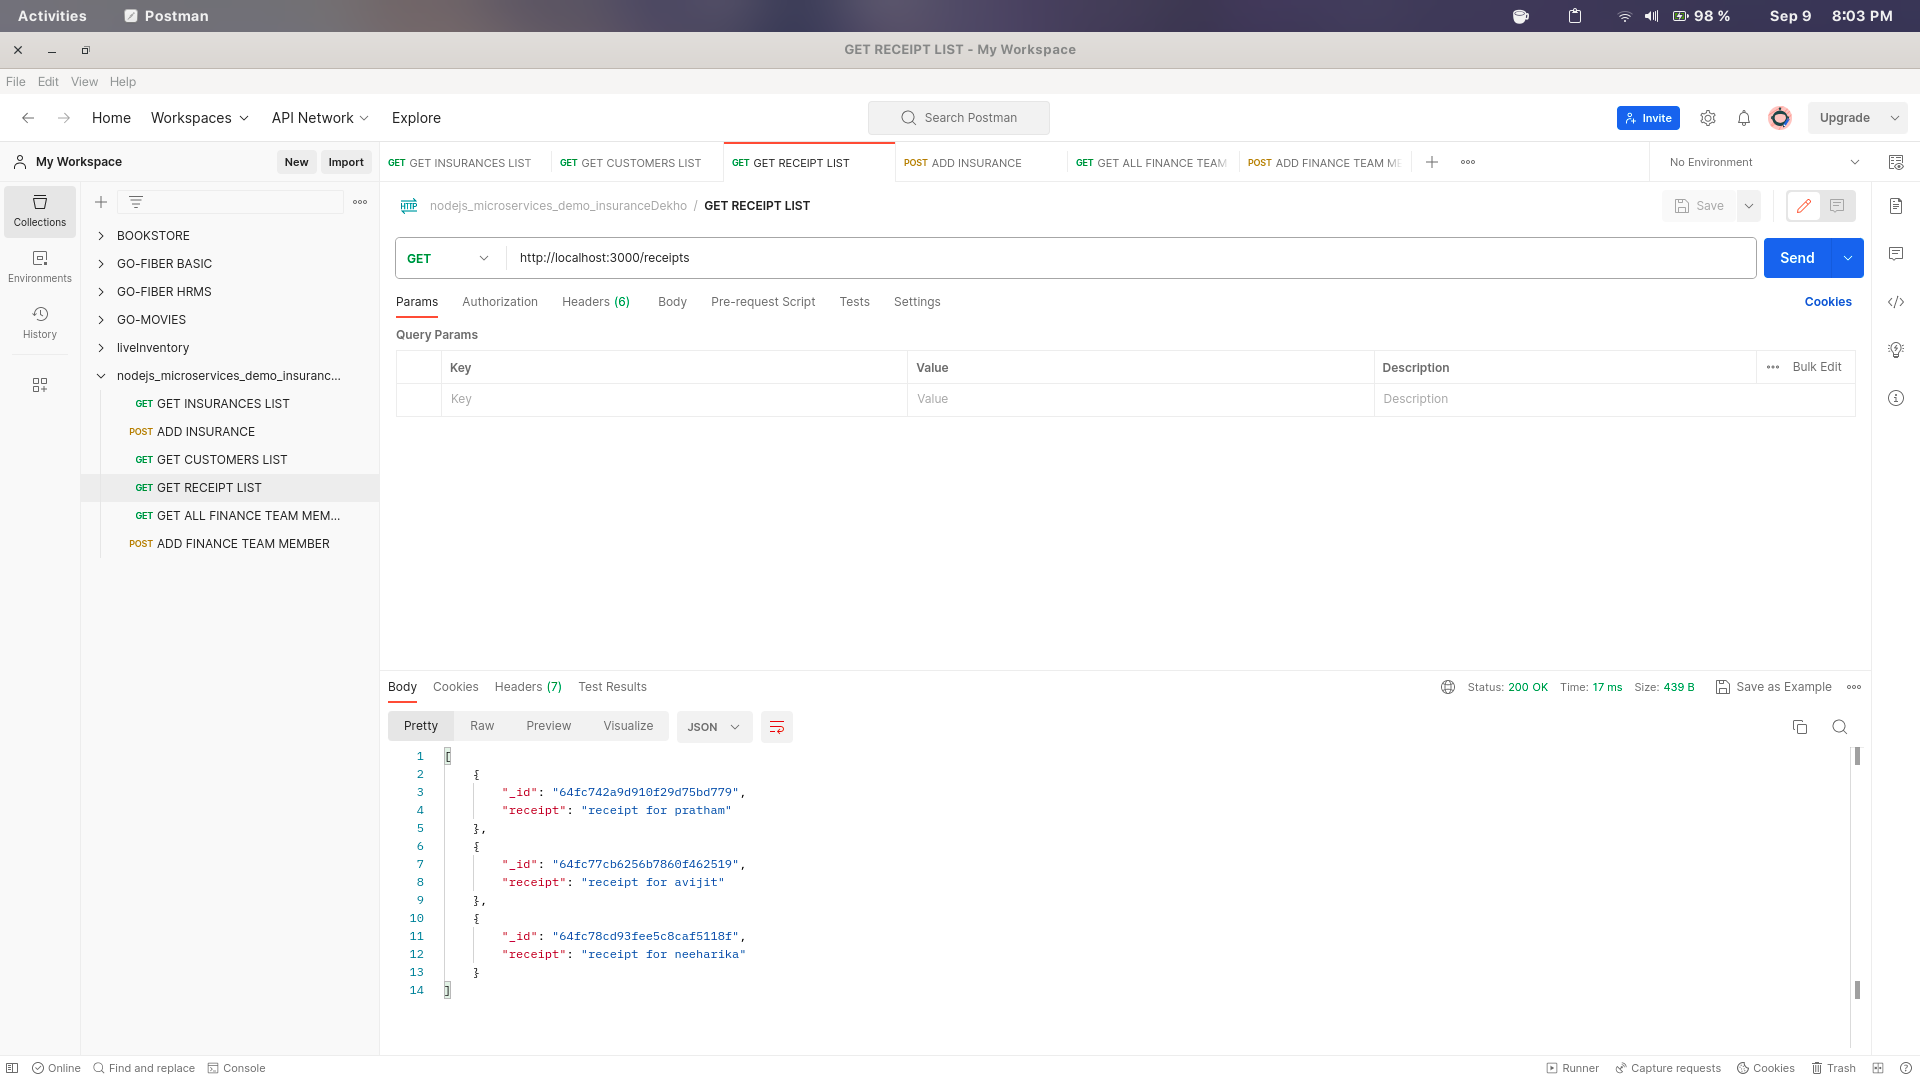 Activities
Postman
98 %
Sep 9 8:03 PM
GET RECEIPT LIST - My Workspace
File Edit View Help
Home Workspaces API Network Explore
Search Postman
Invite
Upgrade
My Workspace
New
Import
GET GET INSURANCES LIST
GET GET CUSTOMERS LIST
GET GET RECEIPT LIST
POST ADD INSURANCE
GET GET ALL FINANCE TEAM
POST ADD FINANCE TEAM ME
No Environment
Collections
Environments
History
BOOKSTORE
GO-FIBER BASIC
GO-FIBER HRMS
GO-MOVIES
liveInventory
nodejs_microservices_demo_insuranc...
GET GET INSURANCES LIST
POST ADD INSURANCE
GET GET CUSTOMERS LIST
GET GET RECEIPT LIST
GET GET ALL FINANCE TEAM MEM...
POST ADD FINANCE TEAM MEMBER
HTTP nodejs_microservices_demo_insuranceDekho / GET RECEIPT LIST
Save
GET http://localhost:3000/receipts
Send
Params Authorization Headers (6) Body Pre-request Script Tests Settings
Cookies
Query Params
Key Value Description Bulk Edit
Key Value Description
Body Cookies Headers (7) Test Results
Status: 200 OK Time: 17 ms Size: 439 B Save as Example
Pretty Raw Preview Visualize JSON
1 [
2 {
3 "_id": "64fc742a9d910f29d75bd779",
4 "receipt": "receipt for pratham"
5 },
6 {
7 "_id": "64fc77cb6256b7860f462519",
8 "receipt": "receipt for avijit"
9 },
10 {
11 "_id": "64fc78cd93fee5c8caf5118f",
12 "receipt": "receipt for neeharika"
13 }
14 ]
Online Find and replace Console
Runner Capture requests Cookies Trash